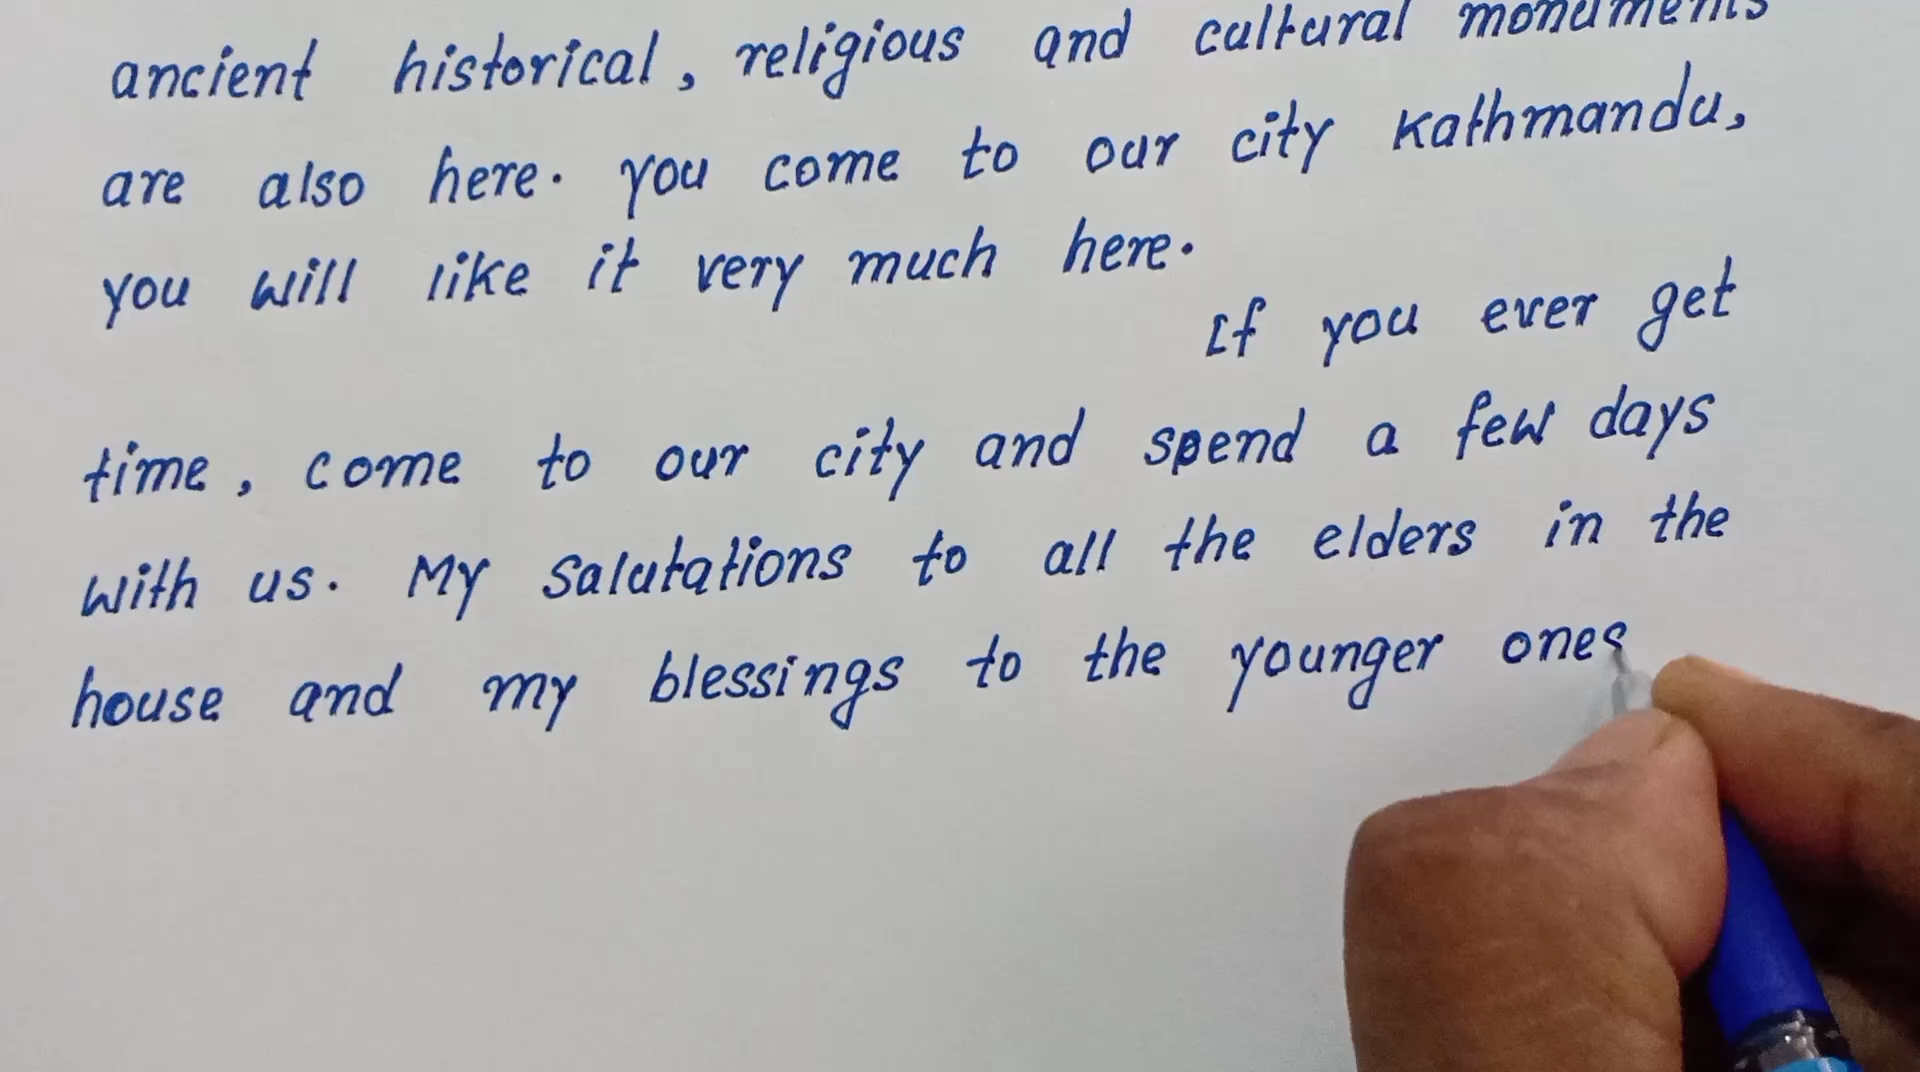 ancient historical, religious and cultural monuments
are also here. you come to our city Kathmandu,
you will like it very much here.
If you ever get
time, come to our city and spend a few days
with us. My salutations to all the elders in the
house and my blessings to the younger ones